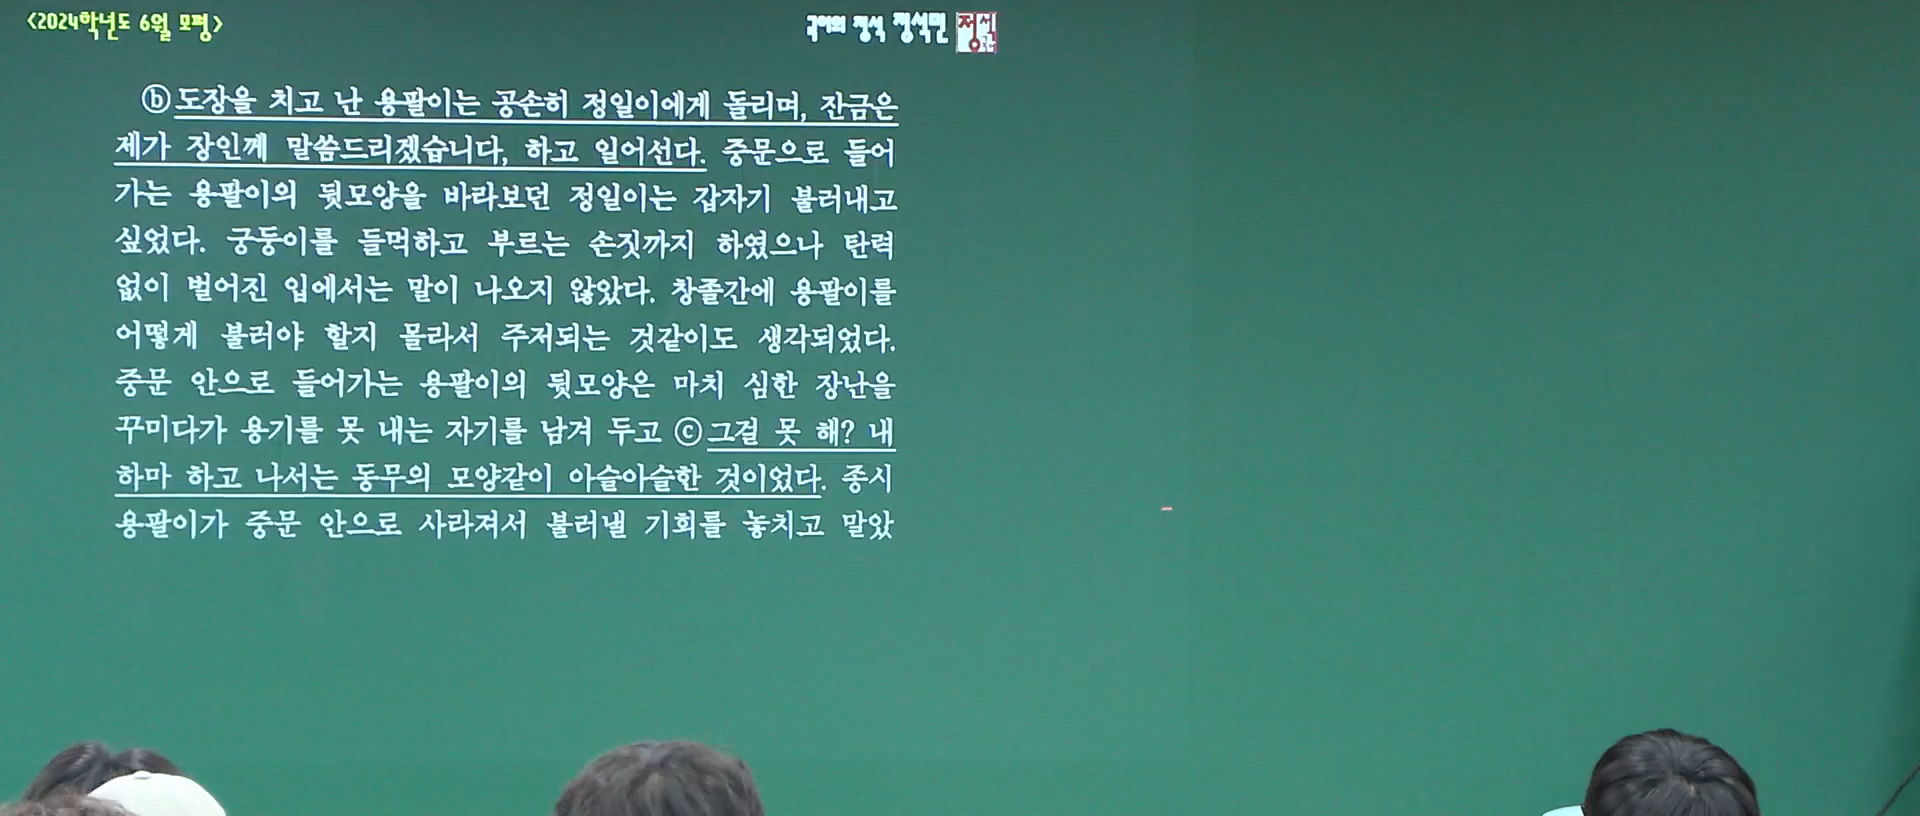 <2024학년도 6월 모평>
국어의 정석 정석민
ⓑ도장을 치고 난 용팔이는 공손히 정일이에게 돌리며, 잔금은
제가 장인께 말씀드리겠습니다, 하고 일어선다. 중문으로 들어
가는 용팔이의 뒷모양을 바라보던 정일이는 갑자기 불러내고
싶었다. 궁둥이를 들먹하고 부르는 손짓까지 하였으나 탄력
없이 벌어진 입에서는 말이 나오지 않았다. 창졸간에 용팔이를
어떻게 불러야 할지 몰라서 주저되는 것같이도 생각되었다.
중문 안으로 들어가는 용팔이의 뒷모양은 마치 심한 장난을
꾸미다가 용기를 못 내는 자기를 남겨 두고 ⓒ그걸 못 해? 내
하마 하고 나서는 동무의 모양같이 아슬아슬한 것이었다. 종시
용팔이가 중문 안으로 사라져서 불러낼 기회를 놓치고 말았